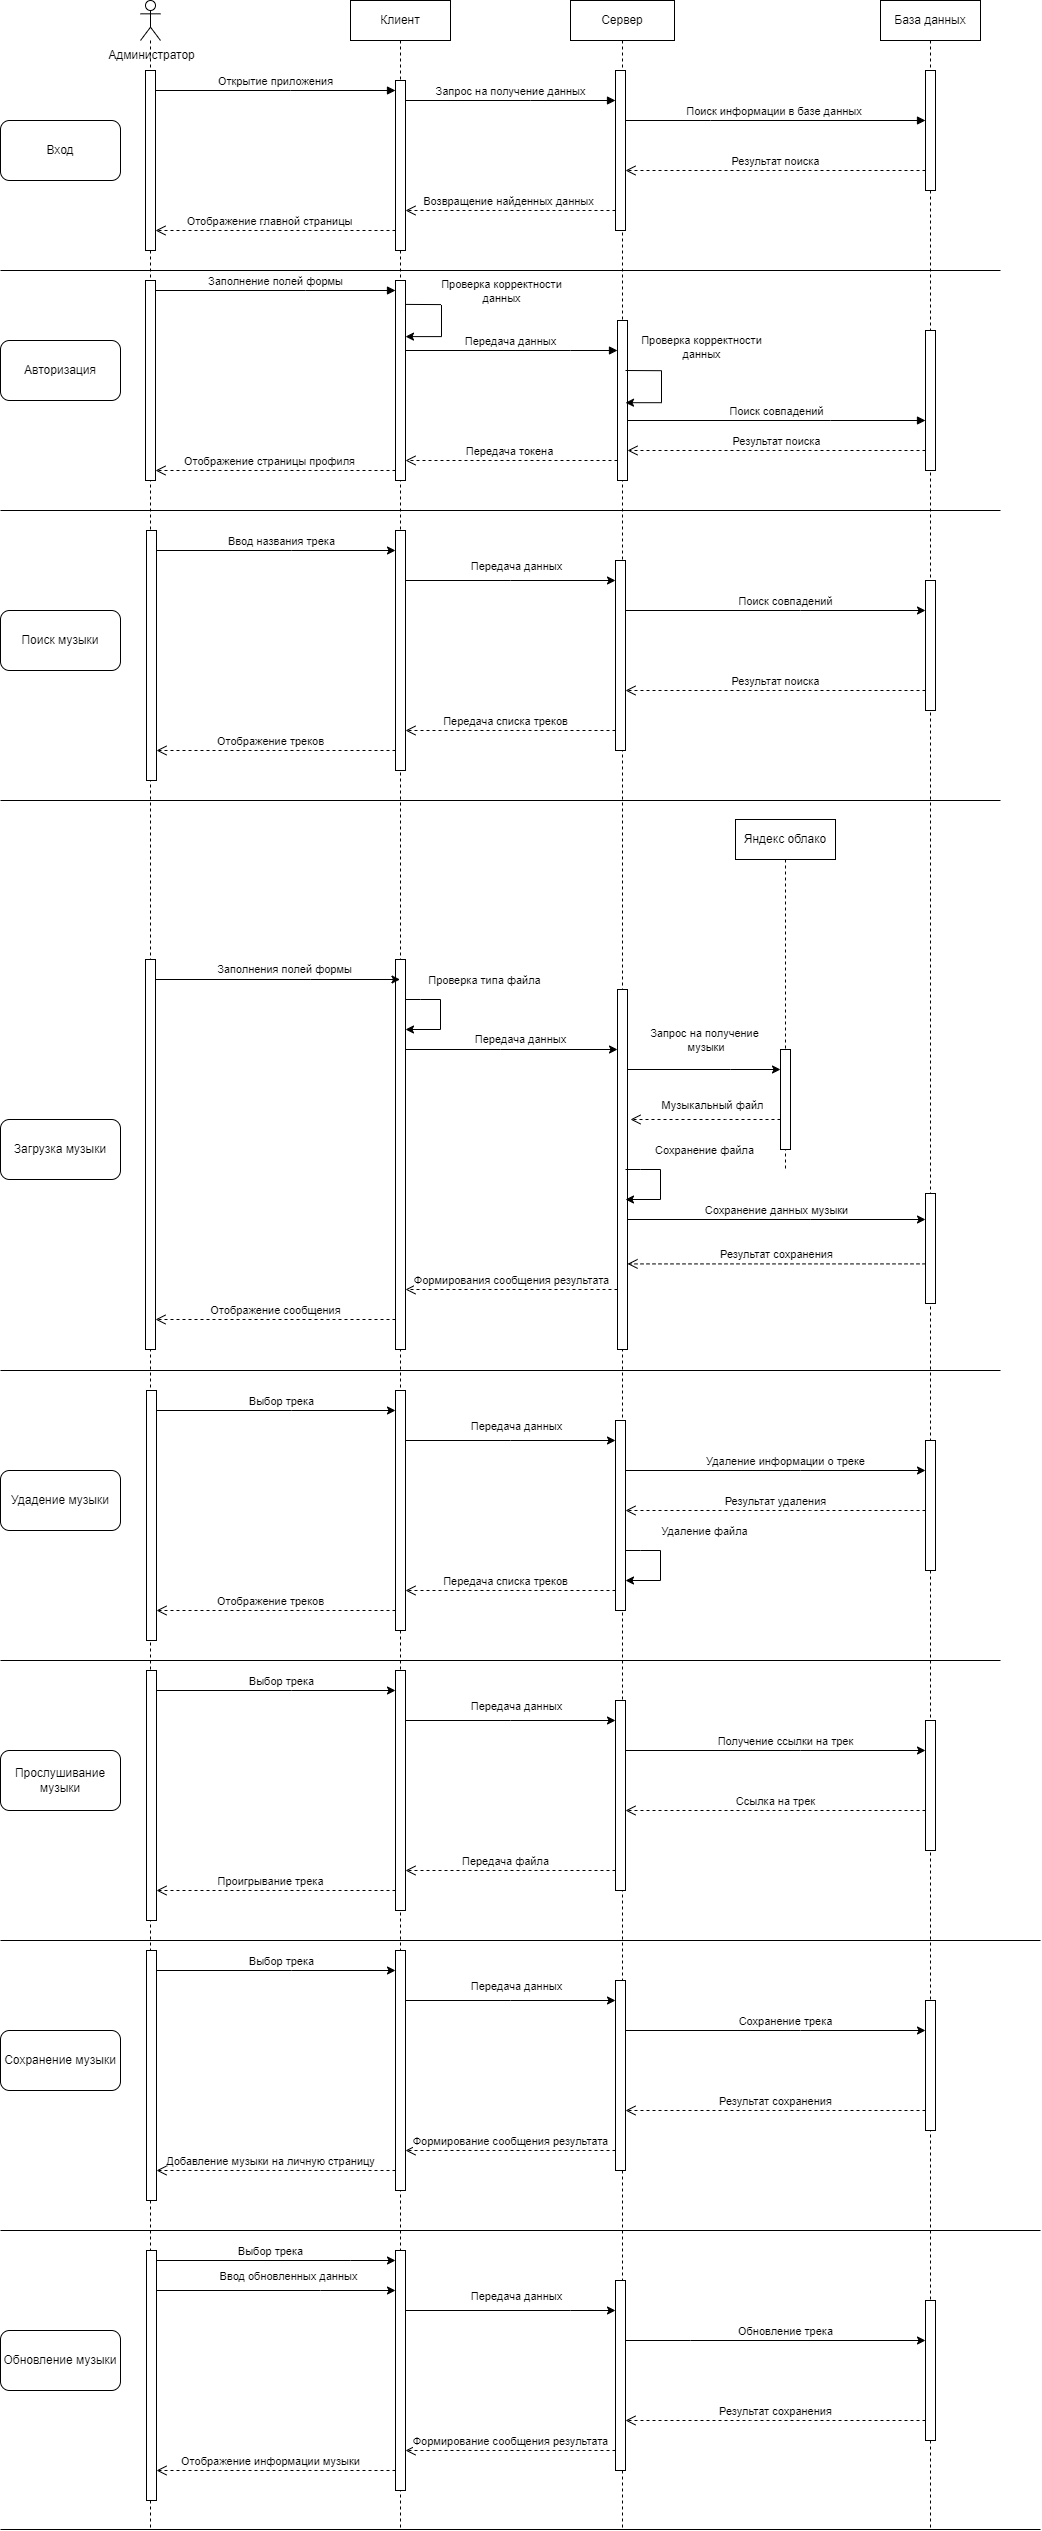 Администратор
Клиент
Сервер
База данных
Открытие приложения
Запрос на получение данных
Поиск информации в базе данных
Вход
Результат поиска
Возвращение найденных данных
Отображение главной страницы
Заполнение полей формы
Проверка корректности
данных
Передача данных
Проверка корректности
данных
Авторизация
Поиск совпадений
Результат поиска
Передача токена
Отображение страницы профиля
Ввод названия трека
Передача данных
Поиск совпадений
Поиск музыки
Результат поиска
Передача списка треков
Отображение треков
Яндекс облако
Заполнения полей формы
Проверка типа файла
Передача данных
Запрос на получение
музыки
Музыкальный файл
Загрузка музыки
Сохранение файла
Сохранение данных музыки
Результат сохранения
Формирования сообщения результата
Отображение сообщения
Выбор трека
Передача данных
Удаление информации о треке
Удадение музыки
Результат удаления
Удаление файла
Передача списка треков
Отображение треков
Выбор трека
Передача данных
Получение ссылки на трек
Прослушивание
музыки
Ссылка на трек
Передача файла
Проигрывание трека
Выбор трека
Передача данных
Сохранение трека
Сохранение музыки
Результат сохранения
Формирование сообщения результата
Добавление музыки на личную страницу
Выбор трека
Ввод обновленных данных
Передача данных
Обновление трека
Обновление музыки
Результат сохранения
Формирование сообщения результата
Отображение информации музыки